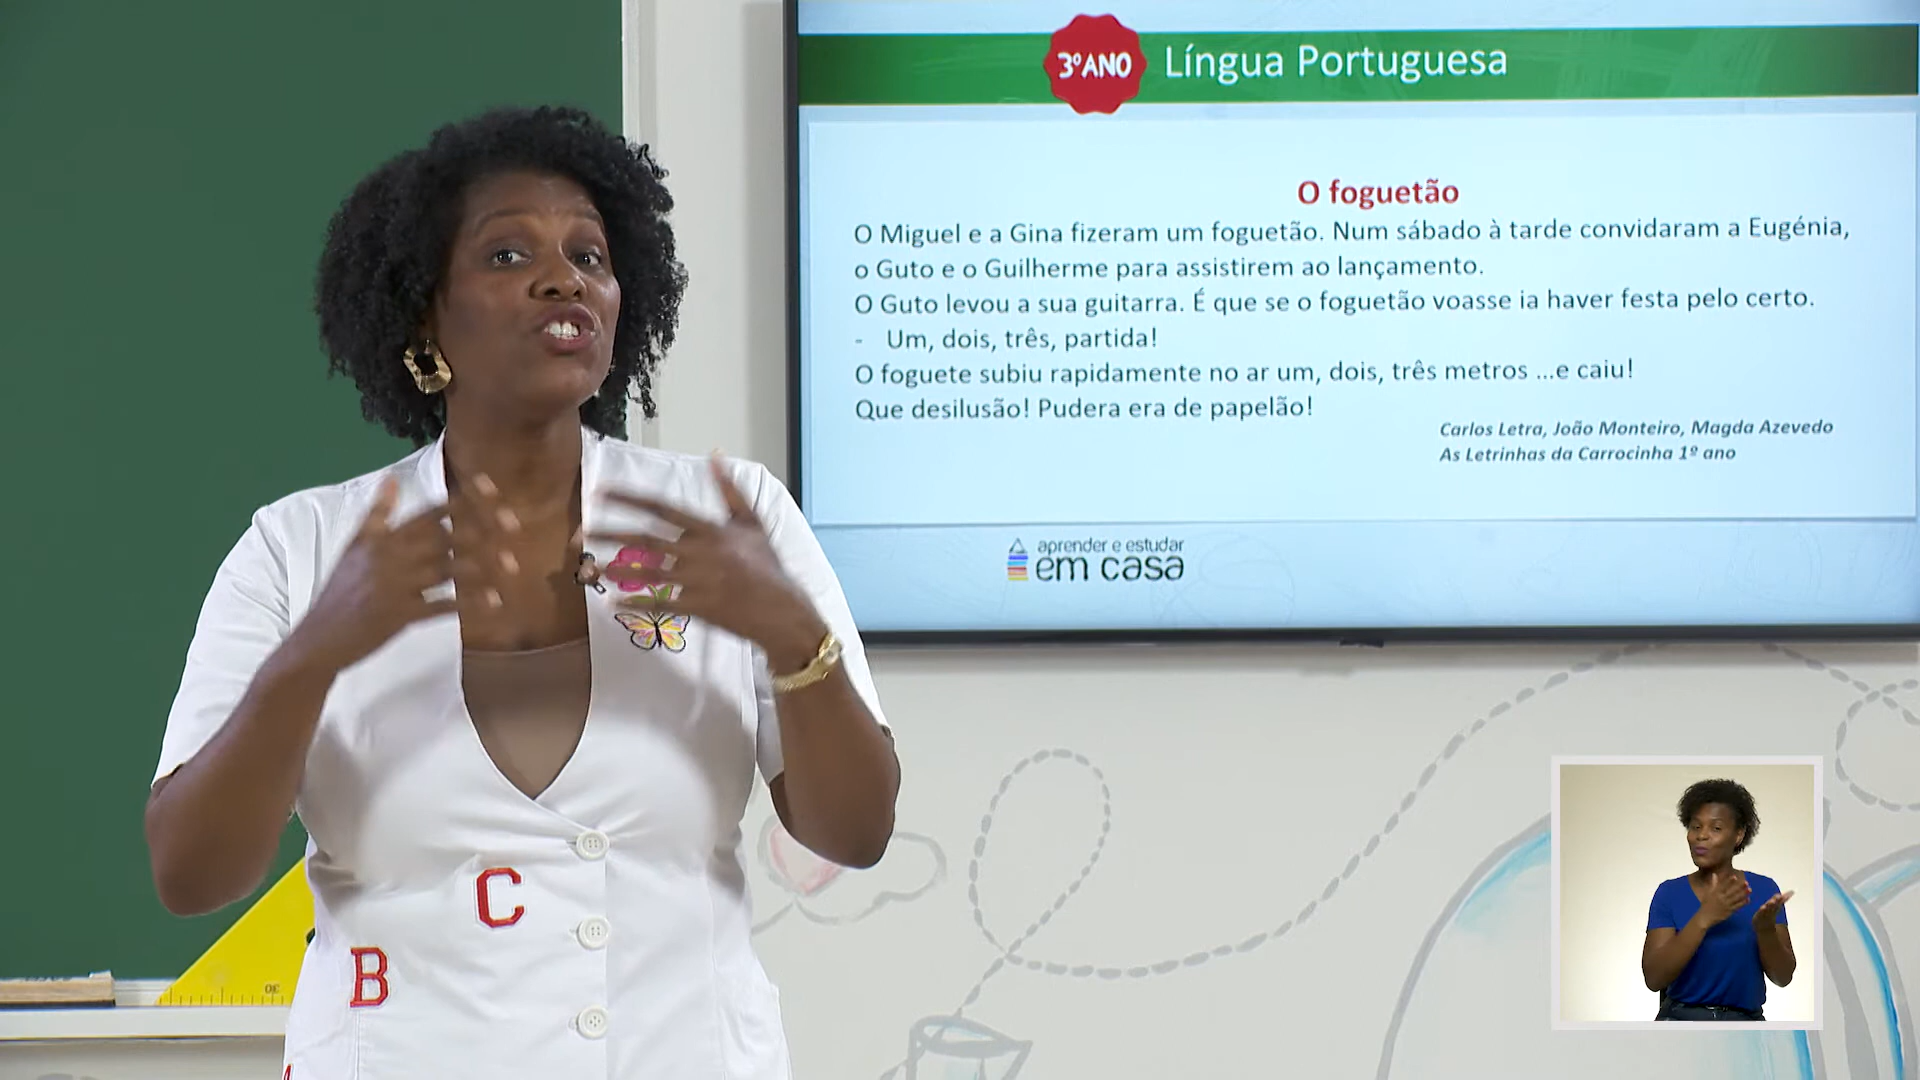 3º ANO
Língua Portuguesa
O foguetão
O Miguel e a Gina fizeram um foguetão. Num sábado à tarde convidaram a Eugénia,
o Guto e o Guilherme para assistirem ao lançamento.
O Guto levou a sua guitarra. É que se o foguetão voasse ia haver festa pelo certo.
- Um, dois, três, partida!
O foguete subiu rapidamente no ar um, dois, três metros ...e caiu!
Que desilusão! Pudera era de papelão!
Carlos Letra, João Monteiro, Magda Azevedo
As Letrinhas da Carrocinha 1º ano
aprender e estudar
em casa
C
B